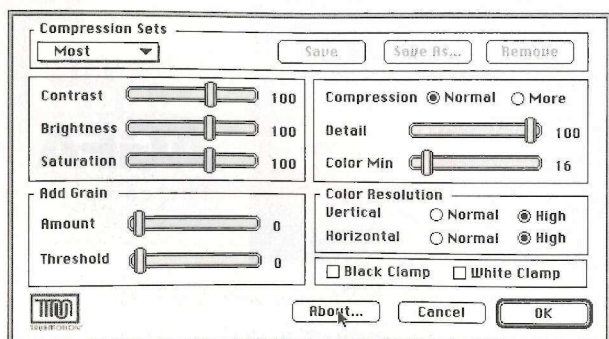 Compression Sets
Most
Save
Save As...
Remove
Contrast 100
Brightness 100
Saturation 100
Compression Normal More
Detail 100
Color Min 16
Add Grain
Amount 0
Threshold 0
Color Resolution
Vertical Normal High
Horizontal Normal High
Black Clamp White Clamp
TM
TRUEMOTION
About... Cancel OK